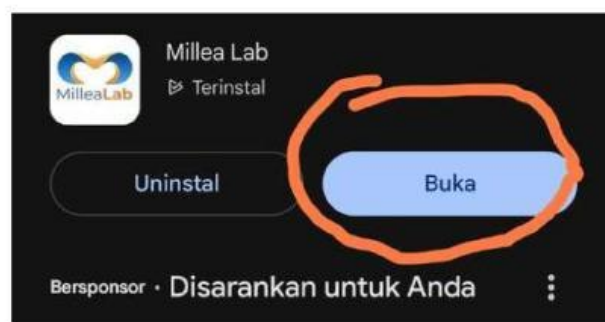 Millea Lab
MilleaLab
Terinstal
Uninstal
Buka
Bersponsor · Disarankan untuk Anda